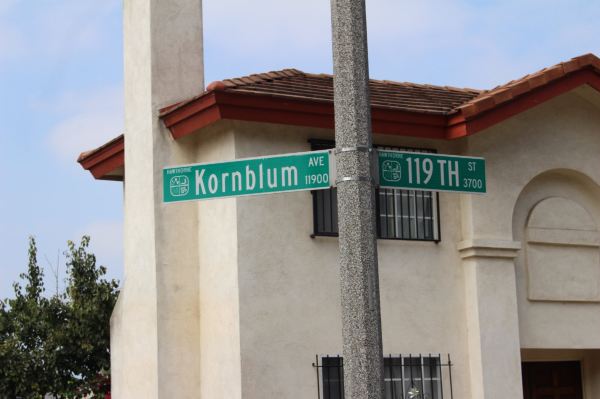 HAWTHORNE
Kornblum AVE 11900
HAWTHORNE
119TH ST 3700